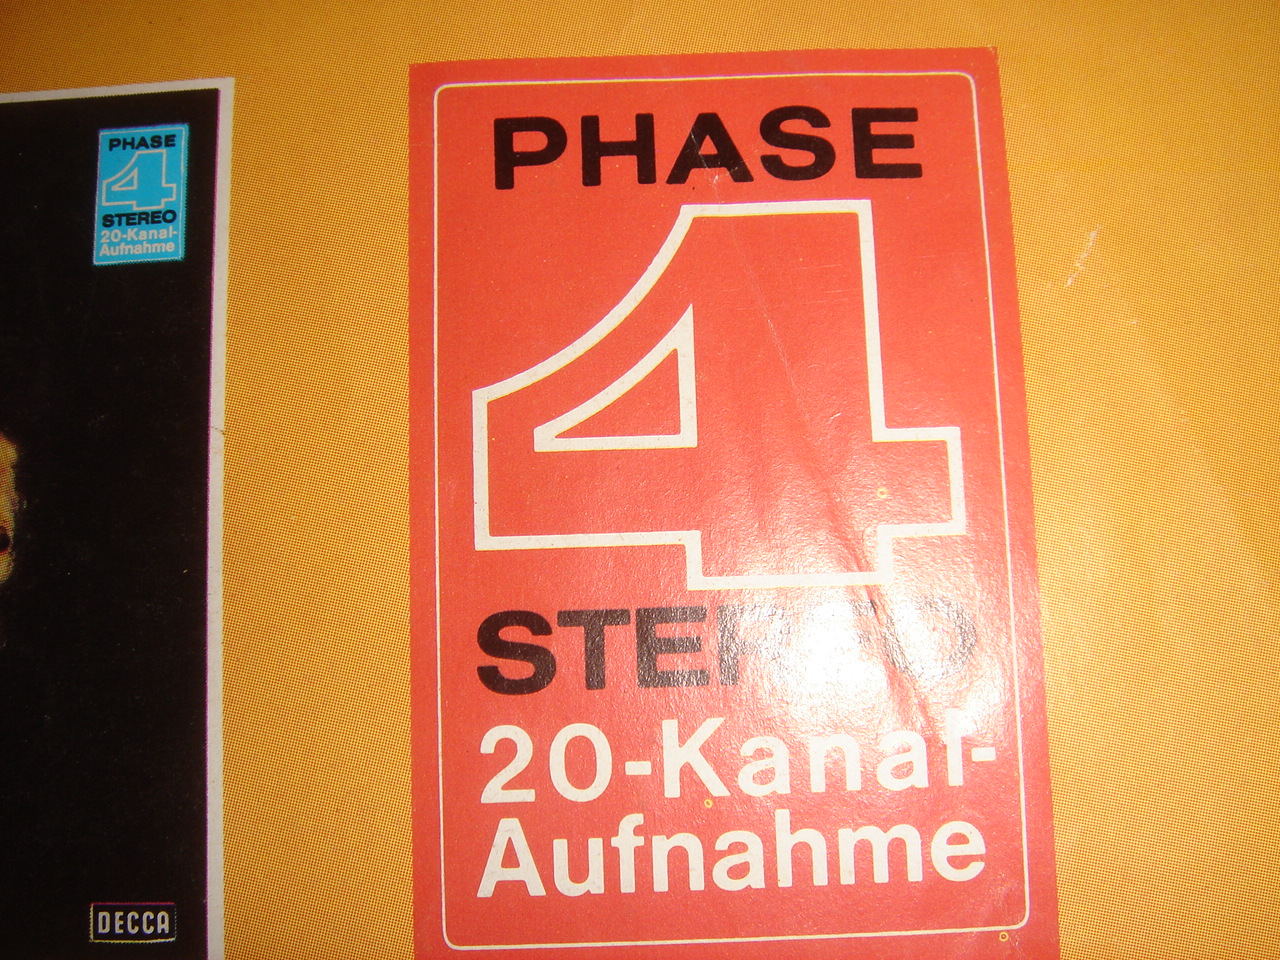 PHASE
4
STEREO
20-Kanal-
Aufnahme
DECCA
PHASE
4
STEREO
20-Kanal-
Aufnahme